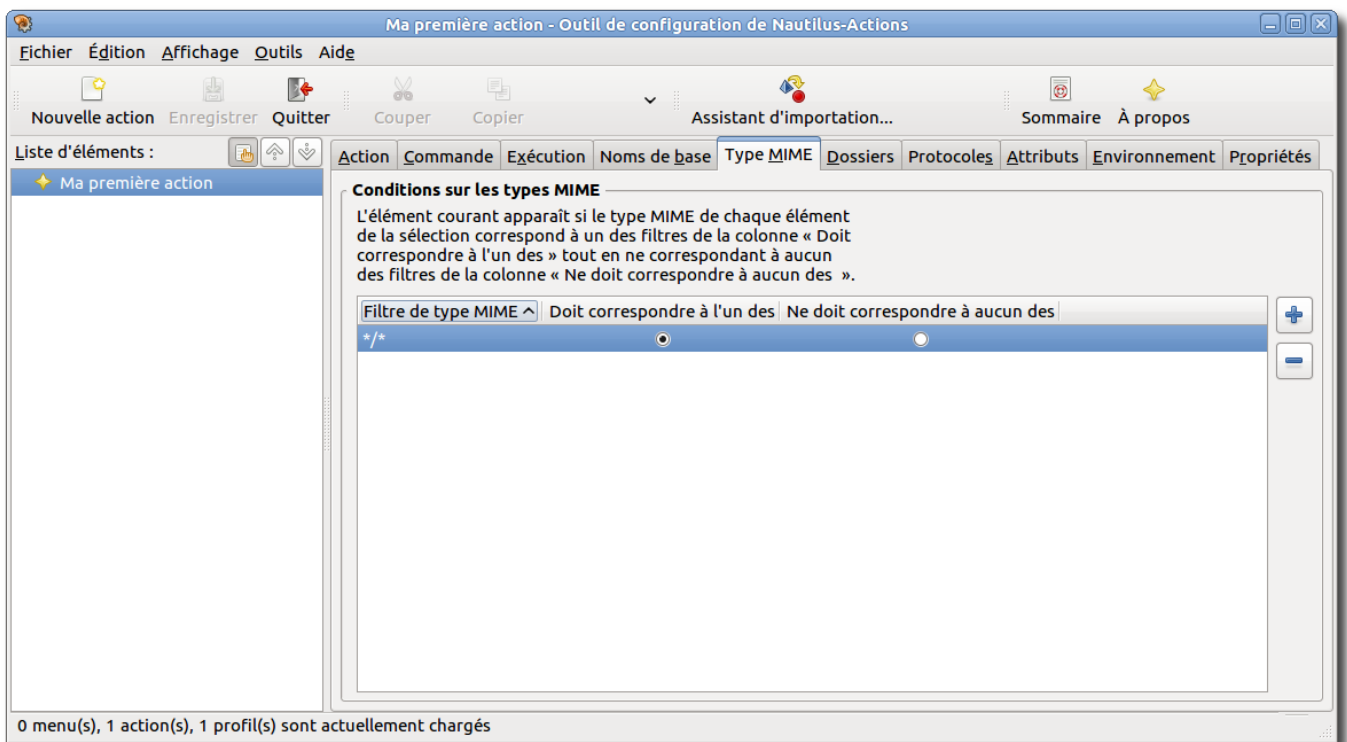 Ma première action - Outil de configuration de Nautilus-Actions
Fichier Édition Affichage Outils Aide
Nouvelle action Enregistrer Quitter Couper Copier Assistant d'importation... Sommaire À propos
Liste d'éléments :
Action Commande Exécution Noms de base Type MIME Dossiers Protocoles Attributs Environnement Propriétés
Ma première action
Conditions sur les types MIME
L'élément courant apparaît si le type MIME de chaque élément
de la sélection correspond à un des filtres de la colonne « Doit
correspondre à l'un des » tout en ne correspondant à aucun
des filtres de la colonne « Ne doit correspondre à aucun des  ».
Filtre de type MIME Doit correspondre à l'un des Ne doit correspondre à aucun des
*/*
0 menu(s), 1 action(s), 1 profil(s) sont actuellement chargés